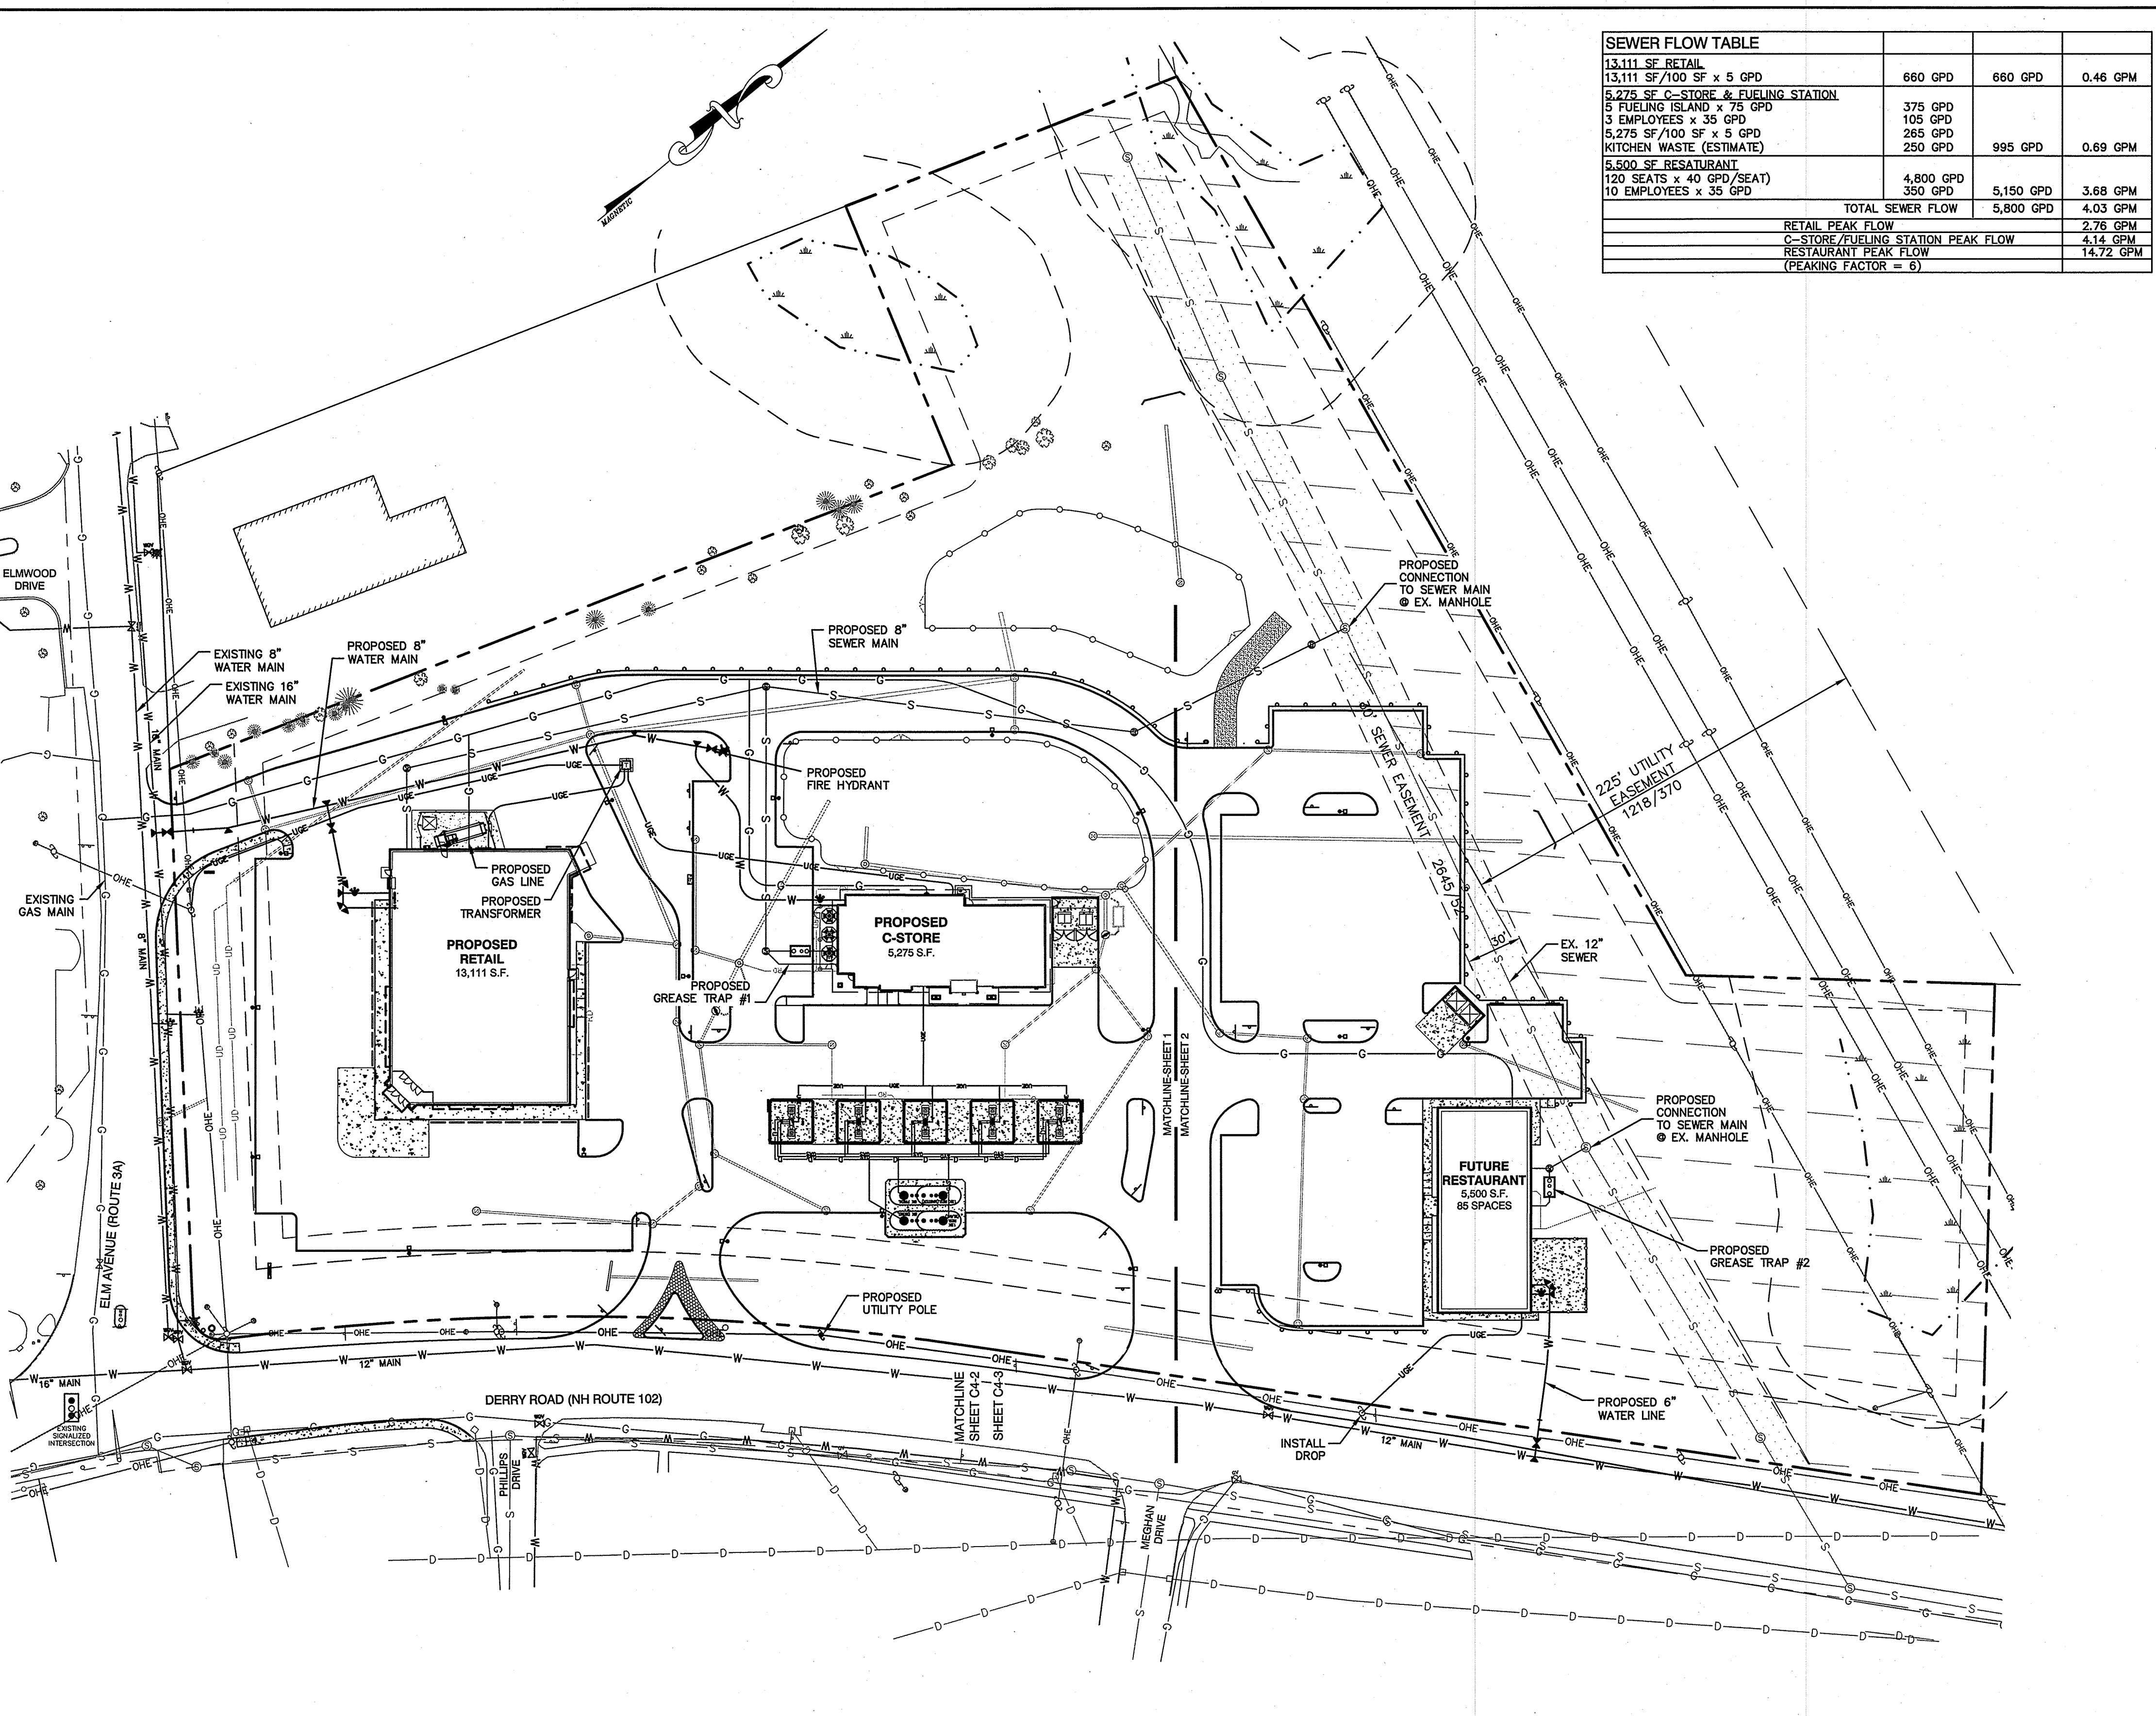 SEWER FLOW TABLE
13,111 SF RETAIL
13,111 SF/100 SF x 5 GPD 660 GPD 660 GPD 0.46 GPM
5,275 SF C-STORE & FUELING STATION
5 FUELING ISLAND x 75 GPD 375 GPD
3 EMPLOYEES x 35 GPD 105 GPD
5,275 SF/100 SF x 5 GPD 265 GPD
KITCHEN WASTE (ESTIMATE) 250 GPD 995 GPD 0.69 GPM
5,500 SF RESATURANT
120 SEATS x 40 GPD/SEAT) 4,800 GPD
10 EMPLOYEES x 35 GPD 350 GPD 5,150 GPD 3.68 GPM
TOTAL SEWER FLOW 5,800 GPD 4.03 GPM
RETAIL PEAK FLOW 2.76 GPM
C-STORE/FUELING STATION PEAK FLOW 4.14 GPM
RESTAURANT PEAK FLOW 14.72 GPM
(PEAKING FACTOR = 6)
MAGNETIC
ELMWOOD
DRIVE
EXISTING 8"
WATER MAIN
EXISTING 16"
WATER MAIN
PROPOSED 8"
WATER MAIN
PROPOSED 8"
SEWER MAIN
PROPOSED
CONNECTION
TO SEWER MAIN
@ EX. MANHOLE
16" MAIN
PROPOSED
FIRE HYDRANT
30' SEWER EASEMENT
2645/52
225' UTILITY
EASEMENT
1218/370
EXISTING
GAS MAIN
PROPOSED
GAS LINE
PROPOSED
TRANSFORMER
PROPOSED
RETAIL
13,111 S.F.
PROPOSED
C-STORE
5,275 S.F.
PROPOSED
GREASE TRAP #1
8" MAIN
30'
EX. 12"
SEWER
MATCHLINE-SHEET 1
MATCHLINE-SHEET 2
PROPOSED
CONNECTION
TO SEWER MAIN
@ EX. MANHOLE
FUTURE
RESTAURANT
5,500 S.F.
85 SPACES
PROPOSED
GREASE TRAP #2
ELM AVENUE (ROUTE 3A)
PROPOSED
UTILITY POLE
16" MAIN
12" MAIN
DERRY ROAD (NH ROUTE 102)
MATCHLINE
SHEET C4-2
SHEET C4-3
EXISTING
SIGNALIZED
INTERSECTION
PHILLIPS
DRIVE
INSTALL
DROP
12" MAIN
PROPOSED 6"
WATER LINE
MEGHAN
DRIVE